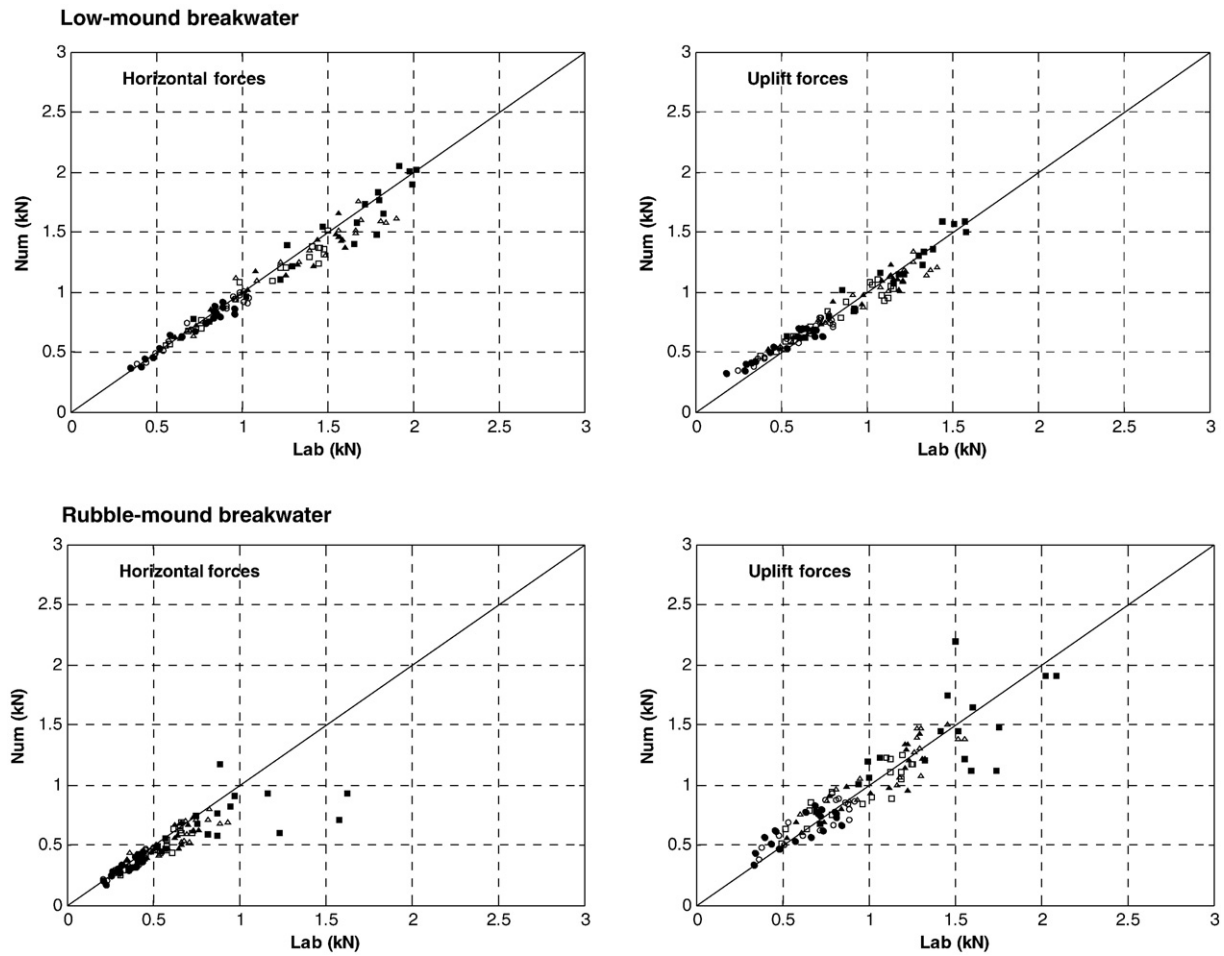 Low-mound breakwater
3
2.5
2
1.5
1
0.5
0
Num (kN)
Horizontal forces
0 0.5 1 1.5 2 2.5 3
Lab (kN)
3
2.5
2
1.5
1
0.5
0
Num (kN)
Uplift forces
0 0.5 1 1.5 2 2.5 3
Lab (kN)
Rubble-mound breakwater
3
2.5
2
1.5
1
0.5
0
Num (kN)
Horizontal forces
0 0.5 1 1.5 2 2.5 3
Lab (kN)
3
2.5
2
1.5
1
0.5
0
Num (kN)
Uplift forces
0 0.5 1 1.5 2 2.5 3
Lab (kN)